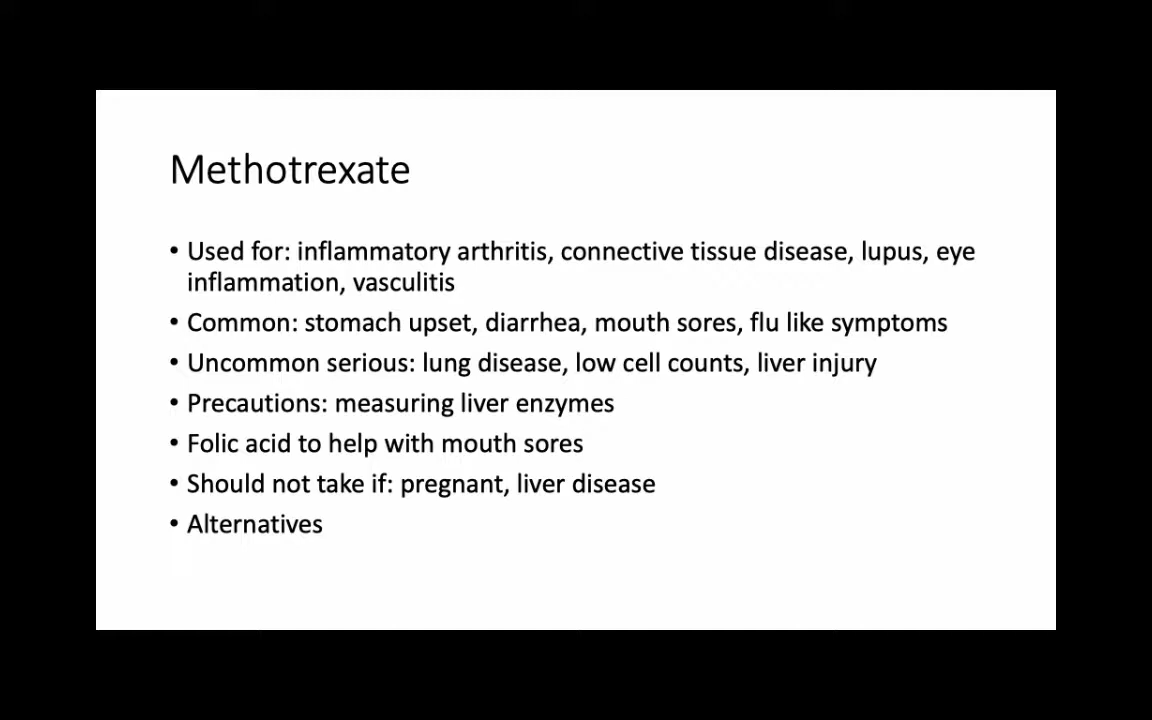 Methotrexate
• Used for: inflammatory arthritis, connective tissue disease, lupus, eye
inflammation, vasculitis
• Common: stomach upset, diarrhea, mouth sores, flu like symptoms
• Uncommon serious: lung disease, low cell counts, liver injury
• Precautions: measuring liver enzymes
• Folic acid to help with mouth sores
• Should not take if: pregnant, liver disease
• Alternatives